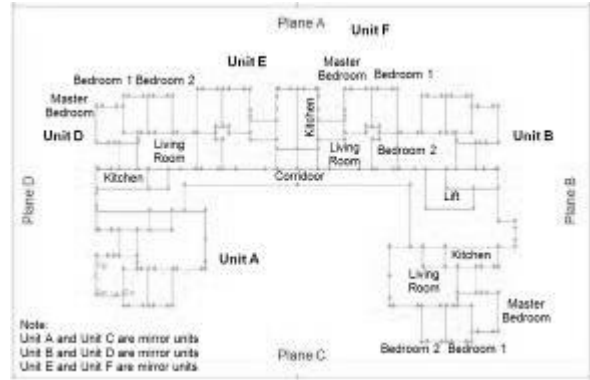 Plane A
Unit F
Unit E
Master
Bedroom
Bedroom 1
Bedroom 1 Bedroom 2
Master
Bedroom
Kitchen
Unit D
Unit B
Living
Room
Living
Room
Bedroom 2
Kitchen
Corridoor
Lift
Plane D
Plane B
Kitchen
Unit A
Living
Room
Master
Bedroom
Bedroom 2 Bedroom 1
Plane C
Note:
Unit A and Unit C are mirror units
Unit B and Unit D are mirror units
Unit E and Unit F are mirror units